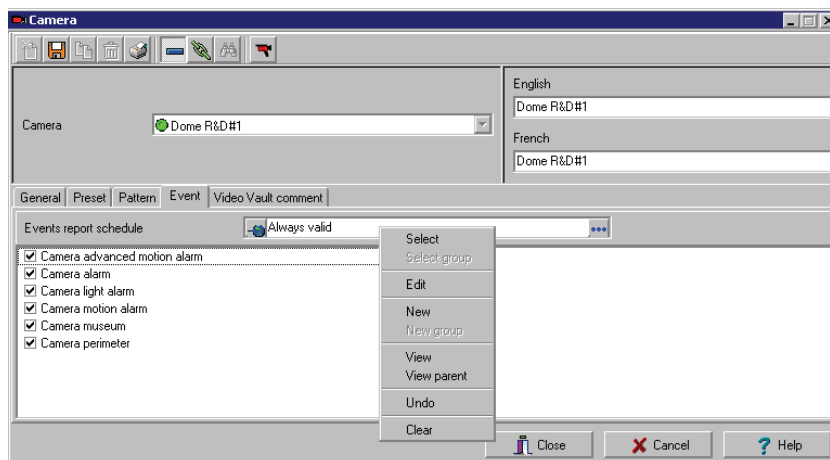 Camera
English
Dome R&D#1
Camera
Dome R&D#1
French
Dome R&D#1
General Preset Pattern Event Video Vault comment
Events report schedule
Always valid
Camera advanced motion alarm
Camera alarm
Camera light alarm
Camera motion alarm
Camera museum
Camera perimeter
Select
Select group
Edit
New
New group
View
View parent
Undo
Clear
Close
Cancel
Help